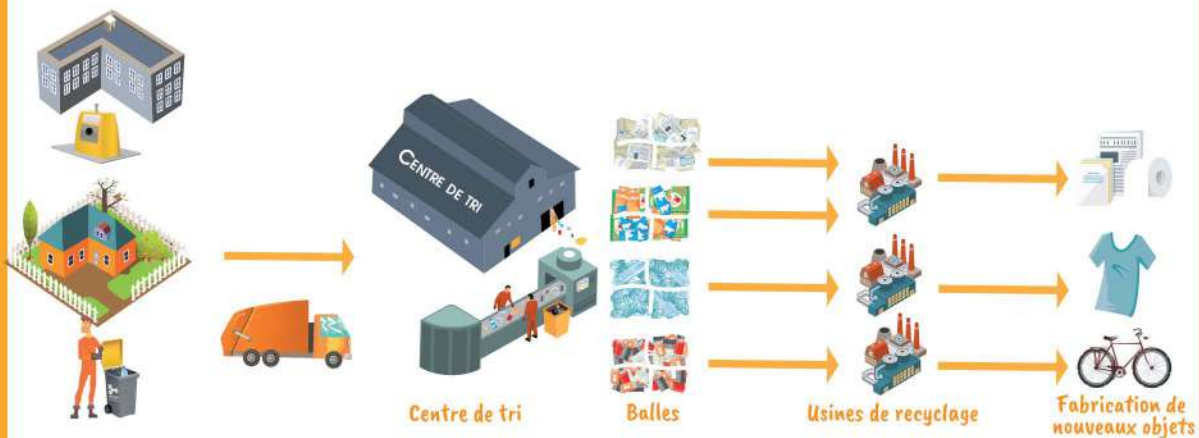 CENTRE DE TRI
Centre de tri
Balles
Usines de recyclage
Fabrication de
nouveaux objets